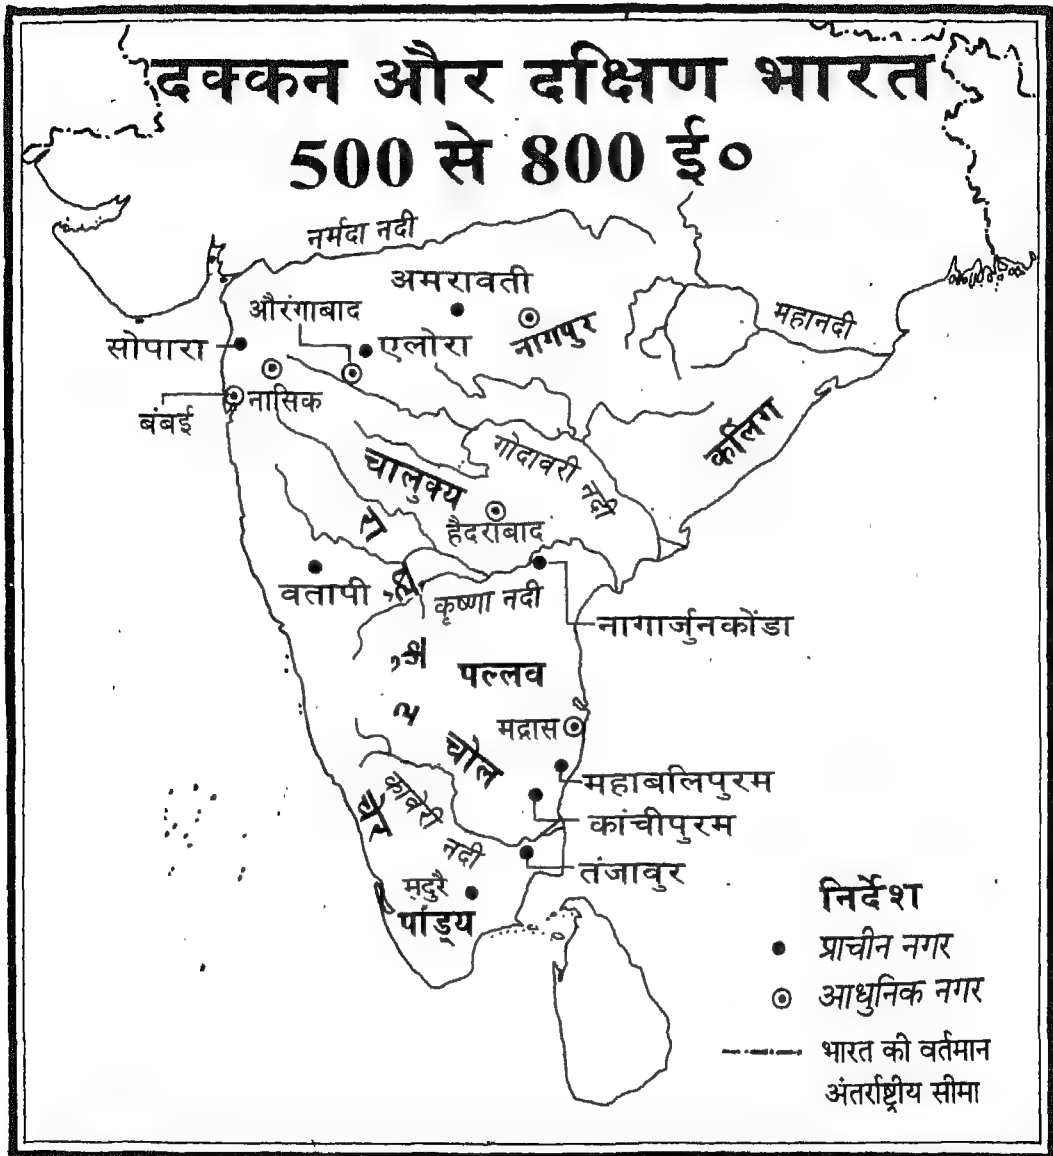 दक्कन और दक्षिण भारत
500 से 800 ई०
नर्मदा नदी
अमरावती
औरंगाबाद
महानदी
सोपारा
एलोरा
नागपुर
नासिक
बंबई
कलिंग
गोदावरी नदी
चालुक्य
हैदराबाद
वतापी
कृष्णा नदी
नागार्जुनकोंडा
पल्लव
मद्रास
चोल
महाबलिपुरम
कावेरी नदी
चेर
कांचीपुरम
तंजावुर
मदुरै
पांड्य
निर्देश
प्राचीन नगर
आधुनिक नगर
भारत की वर्तमान
अंतर्राष्ट्रीय सीमा